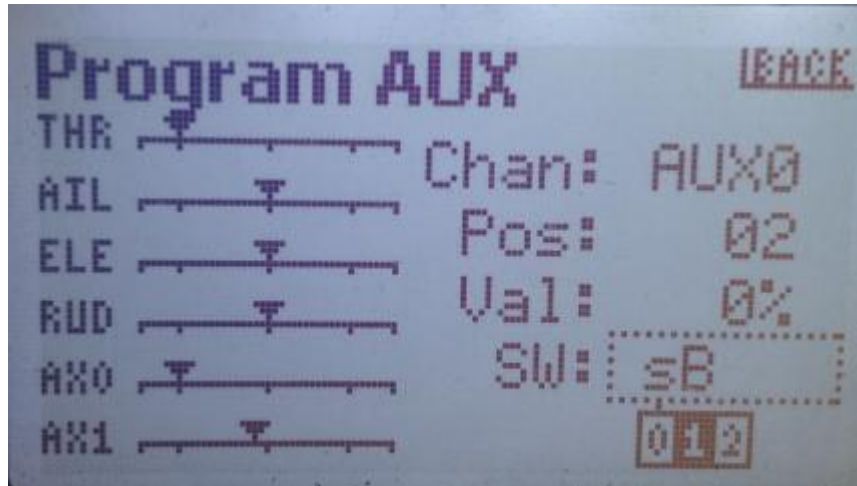 Program AUX
BACK
THR
AIL
ELE
RUD
AX0
AX1
Chan: AUX0
Pos: 02
Val: 0%
SW: sB
0 1 2